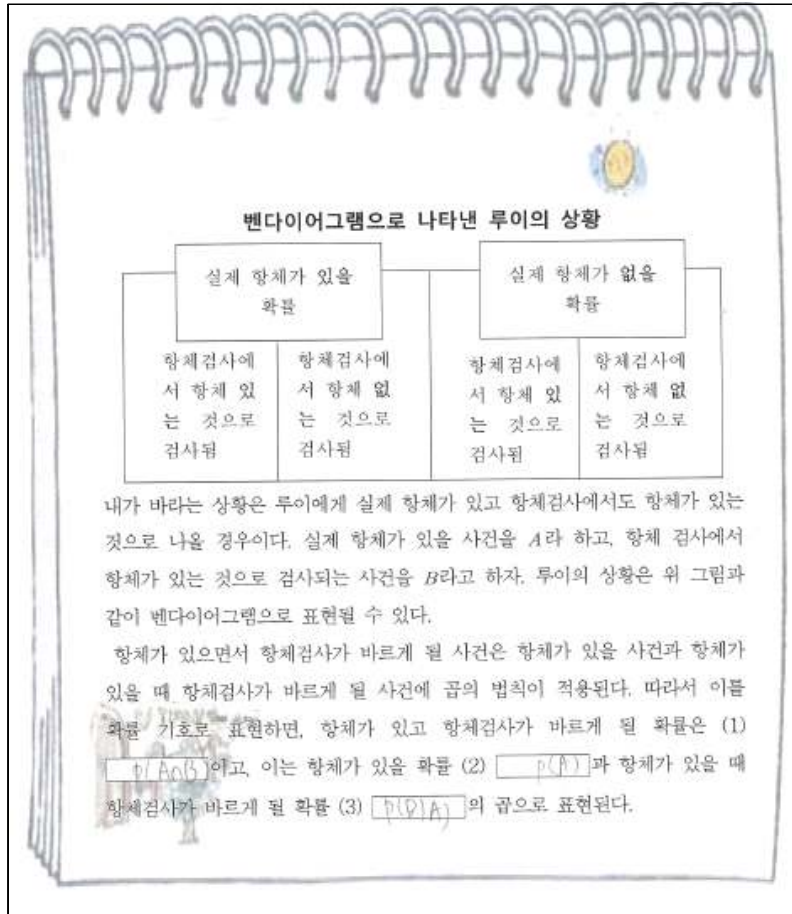 벤다이어그램으로 나타낸 루이의 상황
실제 항체가 있을
확률
실제 항체가 없을
확률
항체검사에
서 항체 있
는 것으로
검사됨
항체검사에
서 항체 없
는 것으로
검사됨
항체검사에
서 항체 있
는 것으로
검사됨
항체검사에
서 항체 없
는 것으로
검사됨
내가 바라는 상황은 루이에게 실제 항체가 있고 항체검사에서도 항체가 있는
것으로 나올 경우이다. 실제 항체가 있을 사건을 A라 하고, 항체 검사에서
항체가 있는 것으로 검사되는 사건을 B라고 하자. 루이의 상황은 위 그림과
같이 벤다이어그램으로 표현될 수 있다.
항체가 있으면서 항체검사가 바르게 될 사건은 항체가 있을 사건과 항체가
있을 때 항체검사가 바르게 될 사건에 곱의 법칙이 적용된다. 따라서 이를
확률 기호로 표현하면, 항체가 있고 항체검사가 바르게 될 확률은 (1)
P(A∩B) 이고, 이는 항체가 있을 확률 (2) P(A) 과 항체가 있을 때
항체검사가 바르게 될 확률 (3) P(B|A) 의 곱으로 표현된다.